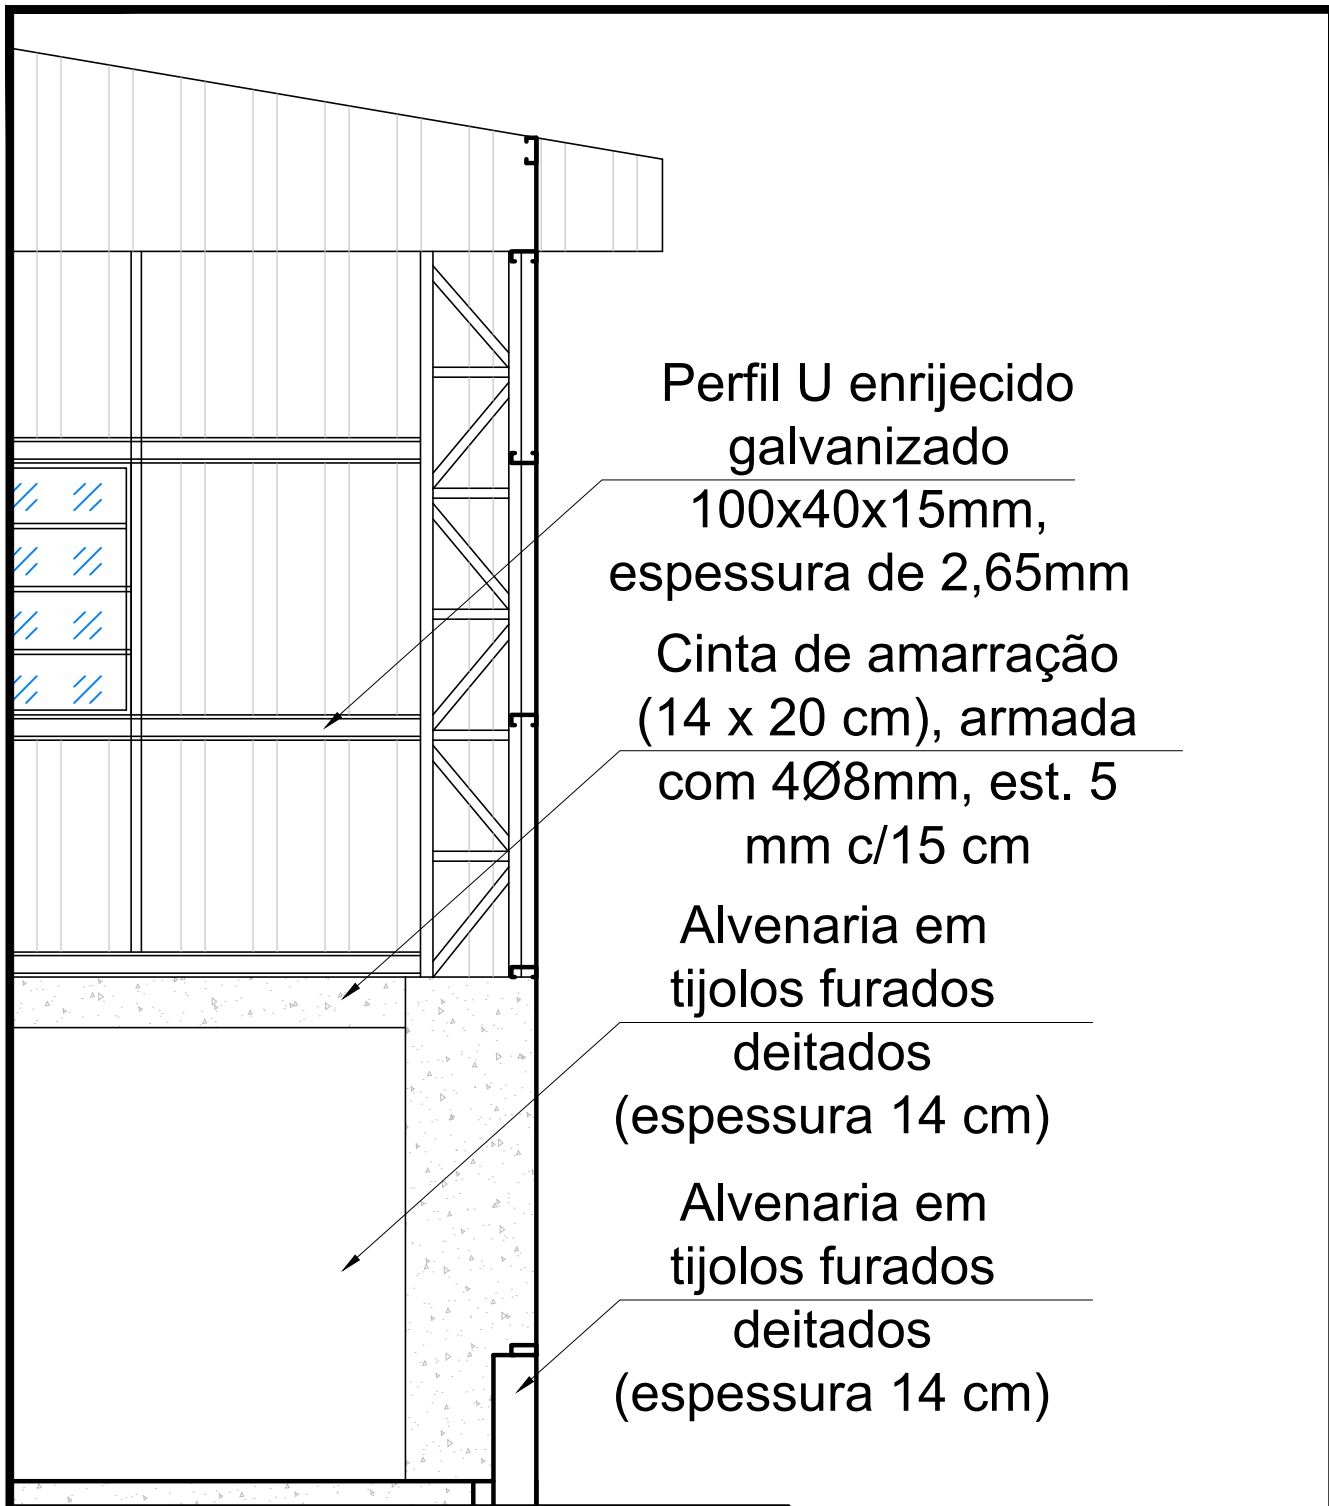 Perfil U enrijecido
galvanizado
100x40x15mm,
espessura de 2,65mm
Cinta de amarração
(14 x 20 cm), armada
com 4Ø8mm, est. 5
mm c/15 cm
Alvenaria em
tijolos furados
deitados
(espessura 14 cm)
Alvenaria em
tijolos furados
deitados
(espessura 14 cm)